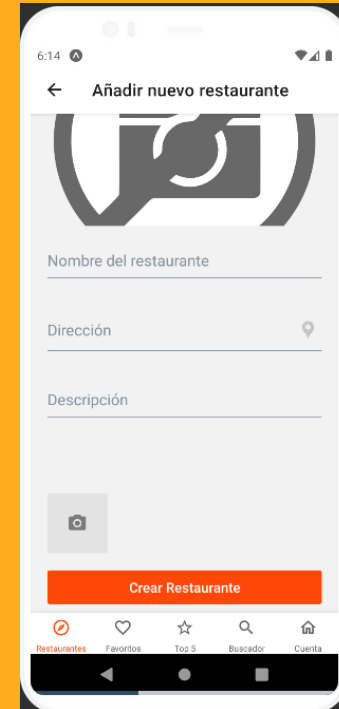 6:14
Añadir nuevo restaurante
Nombre del restaurante
Dirección
Descripción
Crear Restaurante
Restaurantes Favoritos Top 5 Buscador Cuenta